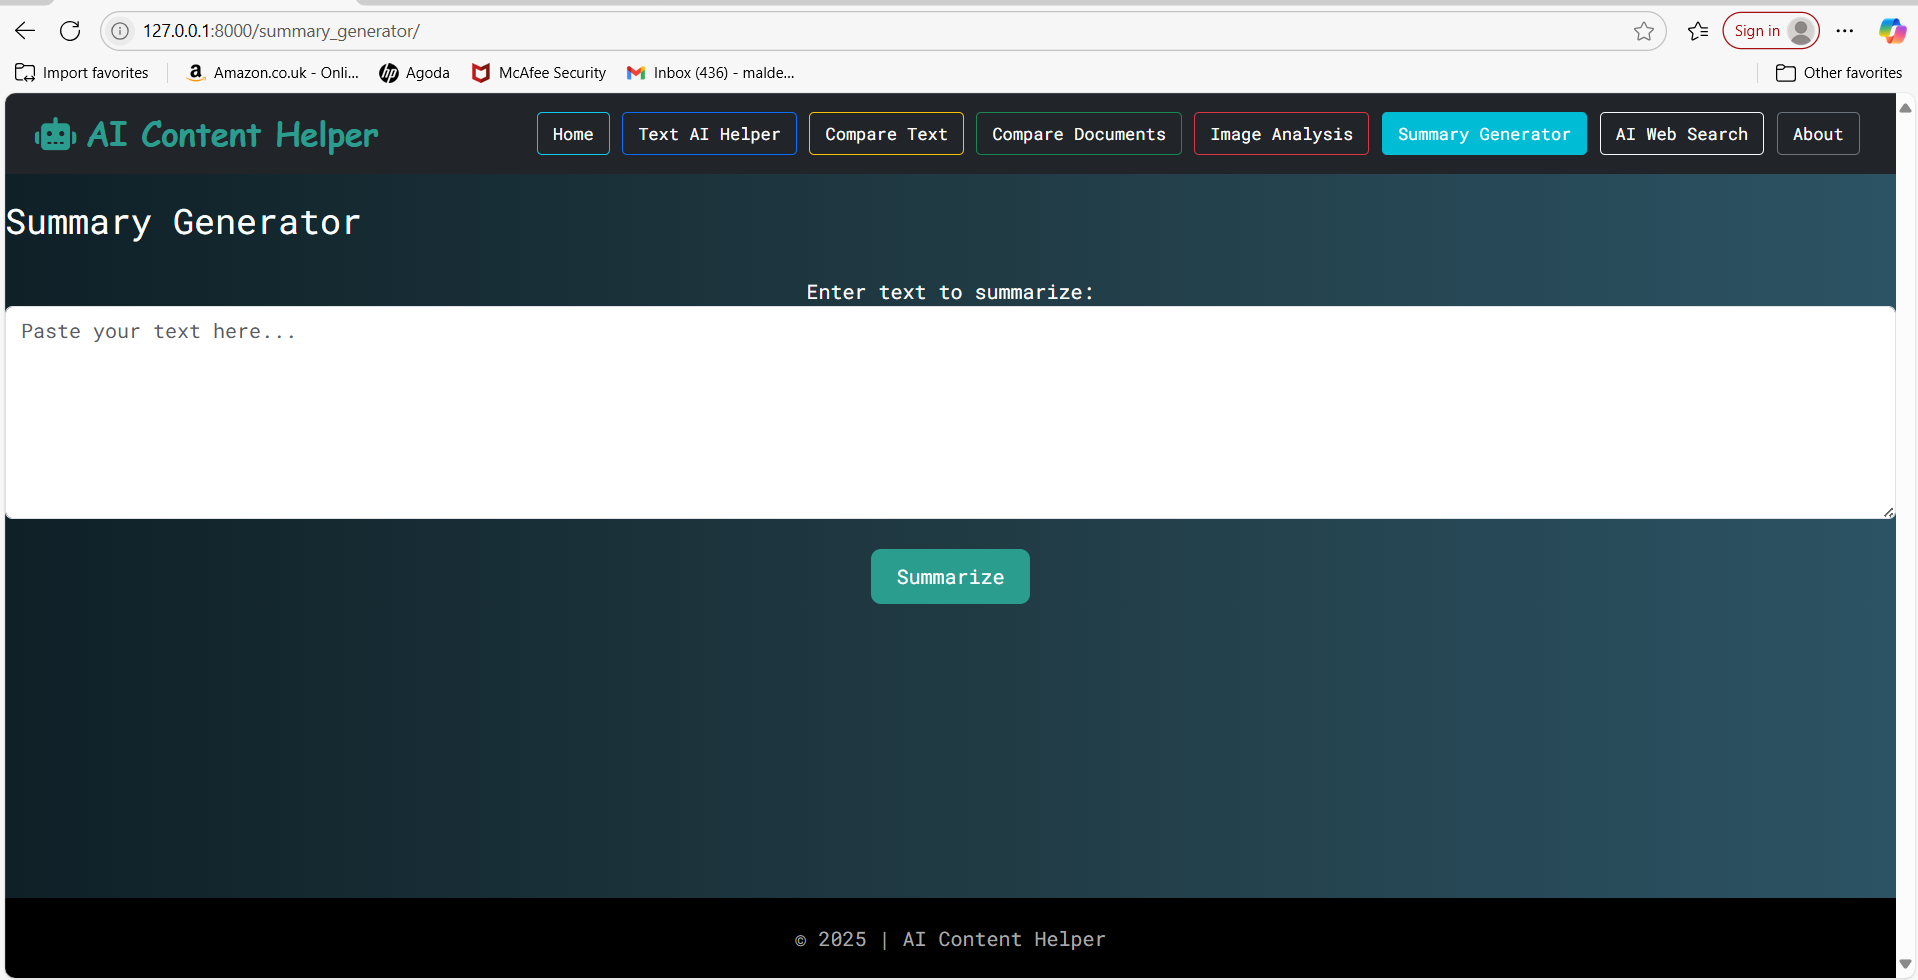 127.0.0.1:8000/summary_generator/
Sign in
Import favorites
Amazon.co.uk - Onli...
Agoda
McAfee Security
Inbox (436) - malde...
Other favorites
AI Content Helper
Home
Text AI Helper
Compare Text
Compare Documents
Image Analysis
Summary Generator
AI Web Search
About
Summary Generator
Enter text to summarize:
Paste your text here...
Summarize
© 2025 | AI Content Helper